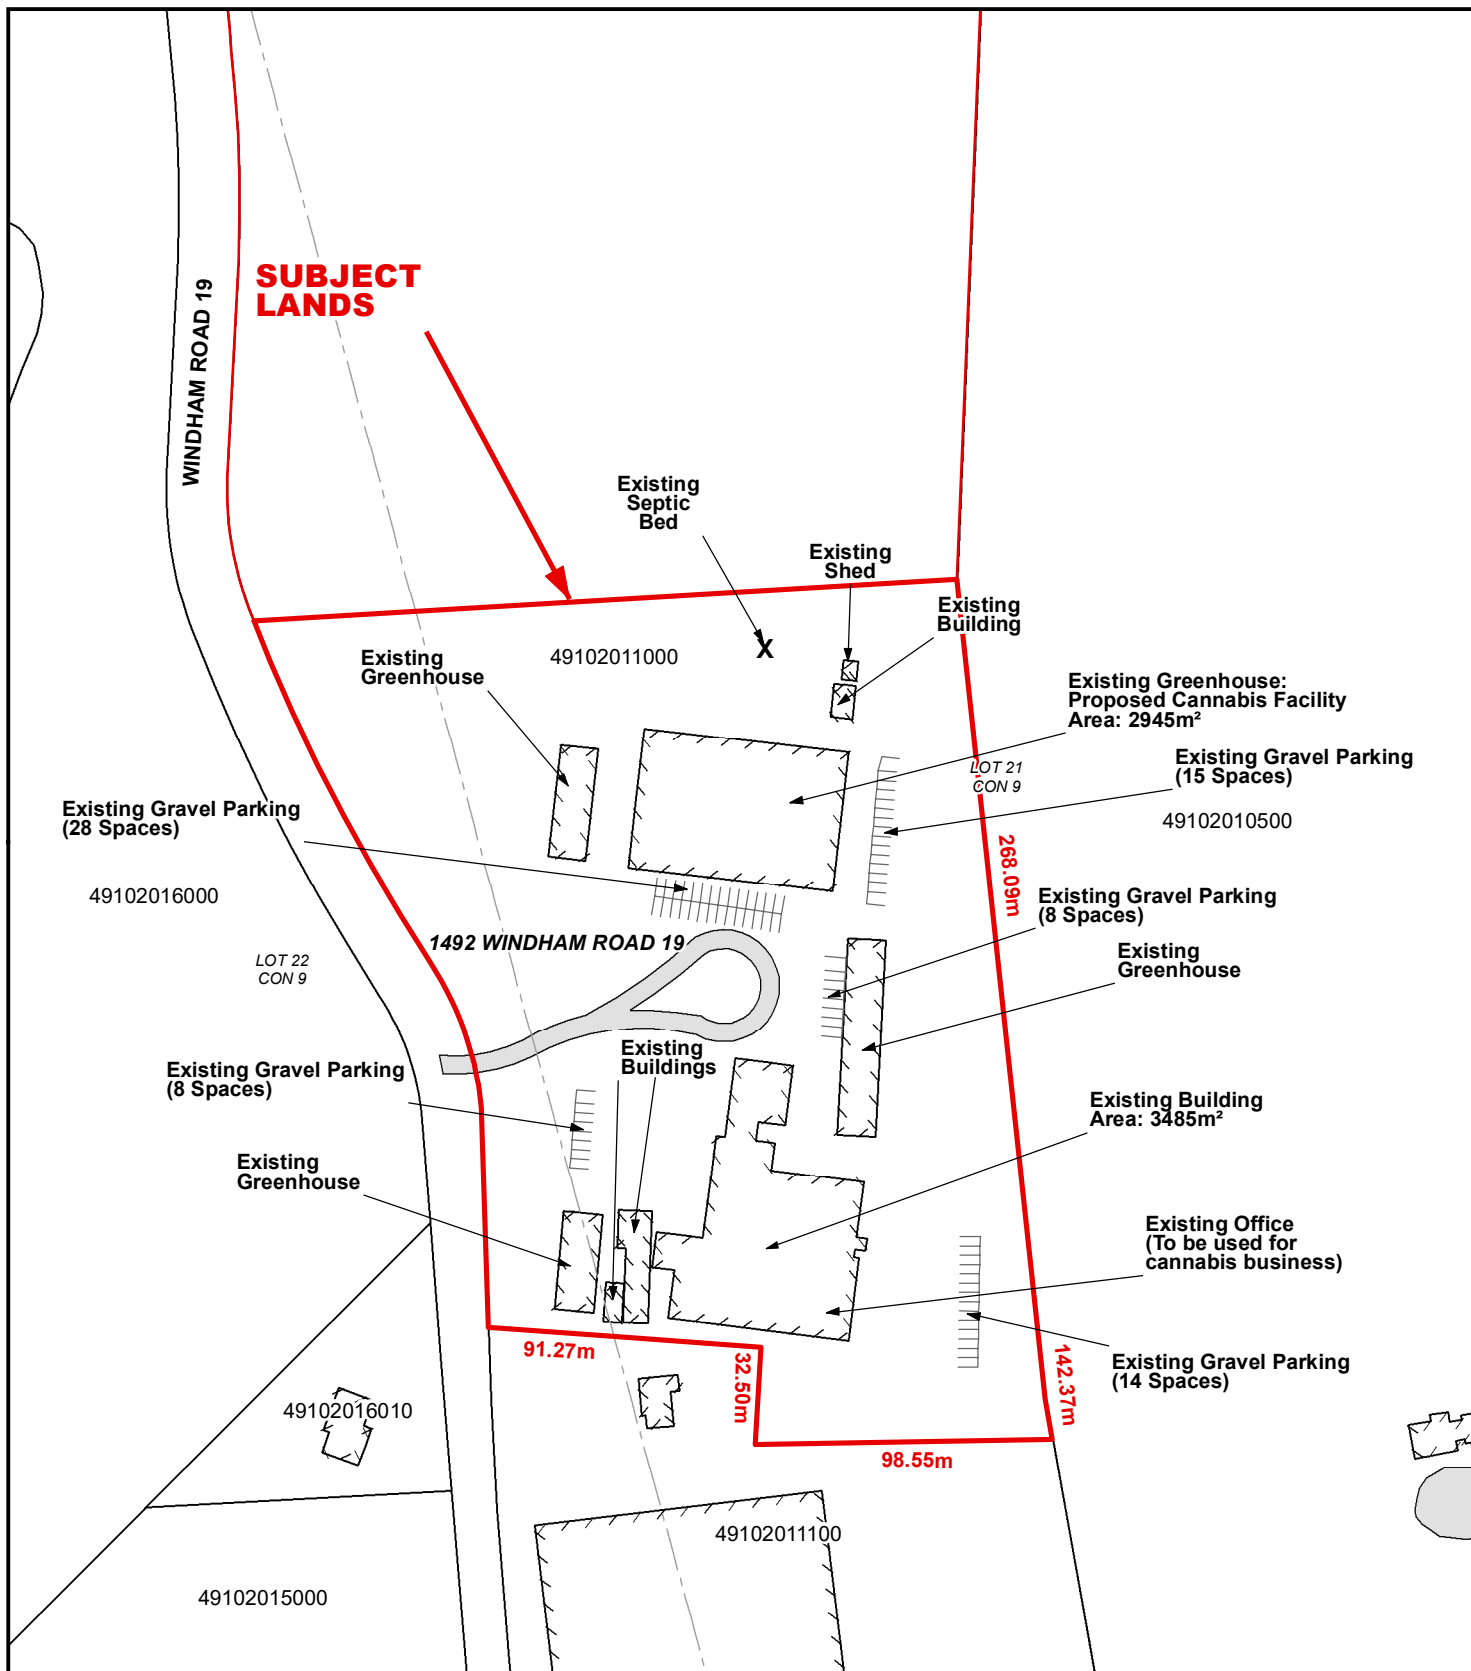 SUBJECT
LANDS
WINDHAM ROAD 19
Existing
Septic
Bed
Existing
Shed
Existing
Building
X
49102011000
Existing
Greenhouse
Existing Greenhouse:
Proposed Cannabis Facility
Area: 2945m²
Existing Gravel Parking
(15 Spaces)
LOT 21
CON 9
49102010500
Existing Gravel Parking
(28 Spaces)
268.09m
49102016000
Existing Gravel Parking
(8 Spaces)
1492 WINDHAM ROAD 19
Existing
Greenhouse
LOT 22
CON 9
Existing
Buildings
Existing Gravel Parking
(8 Spaces)
Existing Building
Area: 3485m²
Existing
Greenhouse
Existing Office
(To be used for
cannabis business)
91.27m
32.50m
142.37m
Existing Gravel Parking
(14 Spaces)
49102016010
98.55m
49102011100
49102015000